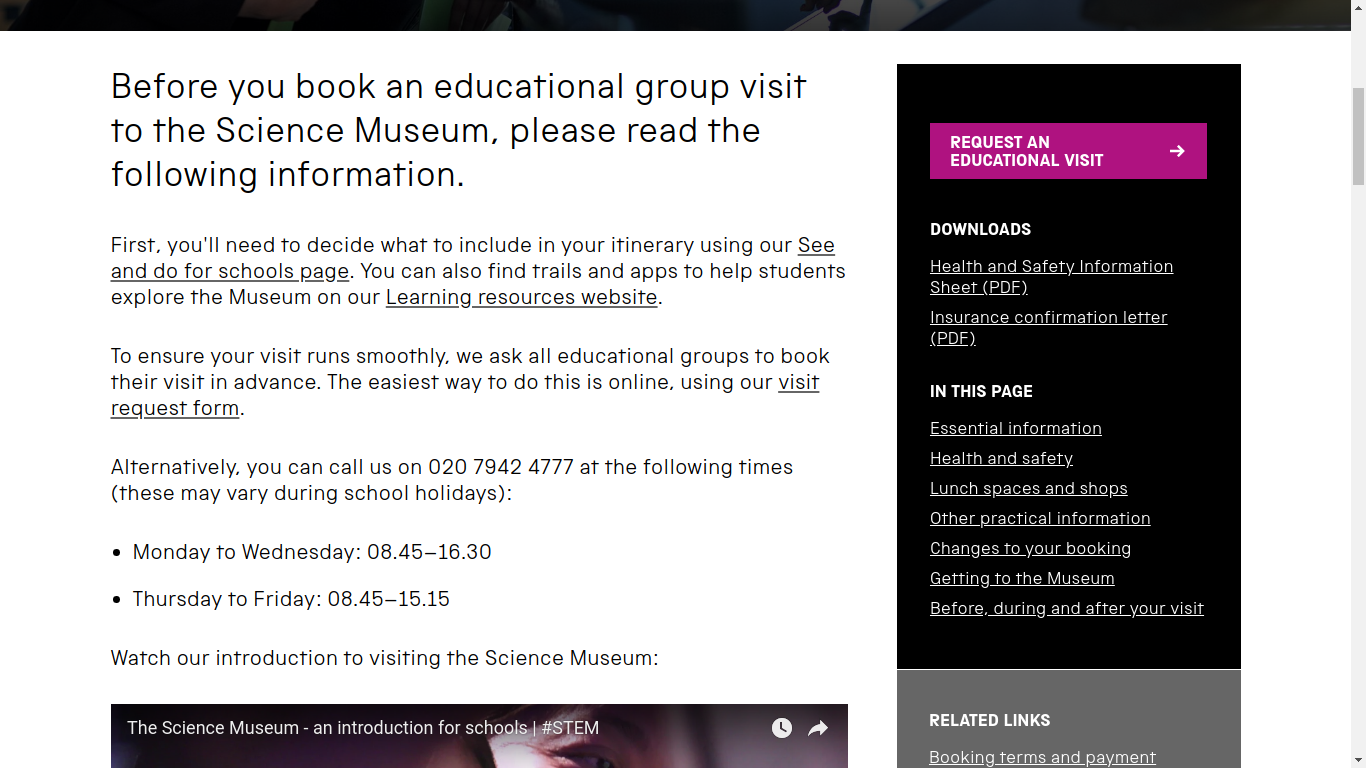 Before you book an educational group visit
to the Science Museum, please read the
following information.
First, you'll need to decide what to include in your itinerary using our See
and do for schools page. You can also find trails and apps to help students
explore the Museum on our Learning resources website.
To ensure your visit runs smoothly, we ask all educational groups to book
their visit in advance. The easiest way to do this is online, using our visit
request form.
Alternatively, you can call us on 020 7942 4777 at the following times
(these may vary during school holidays):
• Monday to Wednesday: 08.45–16.30
• Thursday to Friday: 08.45–15.15
Watch our introduction to visiting the Science Museum:
The Science Museum - an introduction for schools | #STEM
REQUEST AN
EDUCATIONAL VISIT
DOWNLOADS
Health and Safety Information
Sheet (PDF)
Insurance confirmation letter
(PDF)
IN THIS PAGE
Essential information
Health and safety
Lunch spaces and shops
Other practical information
Changes to your booking
Getting to the Museum
Before, during and after your visit
RELATED LINKS
Booking terms and payment